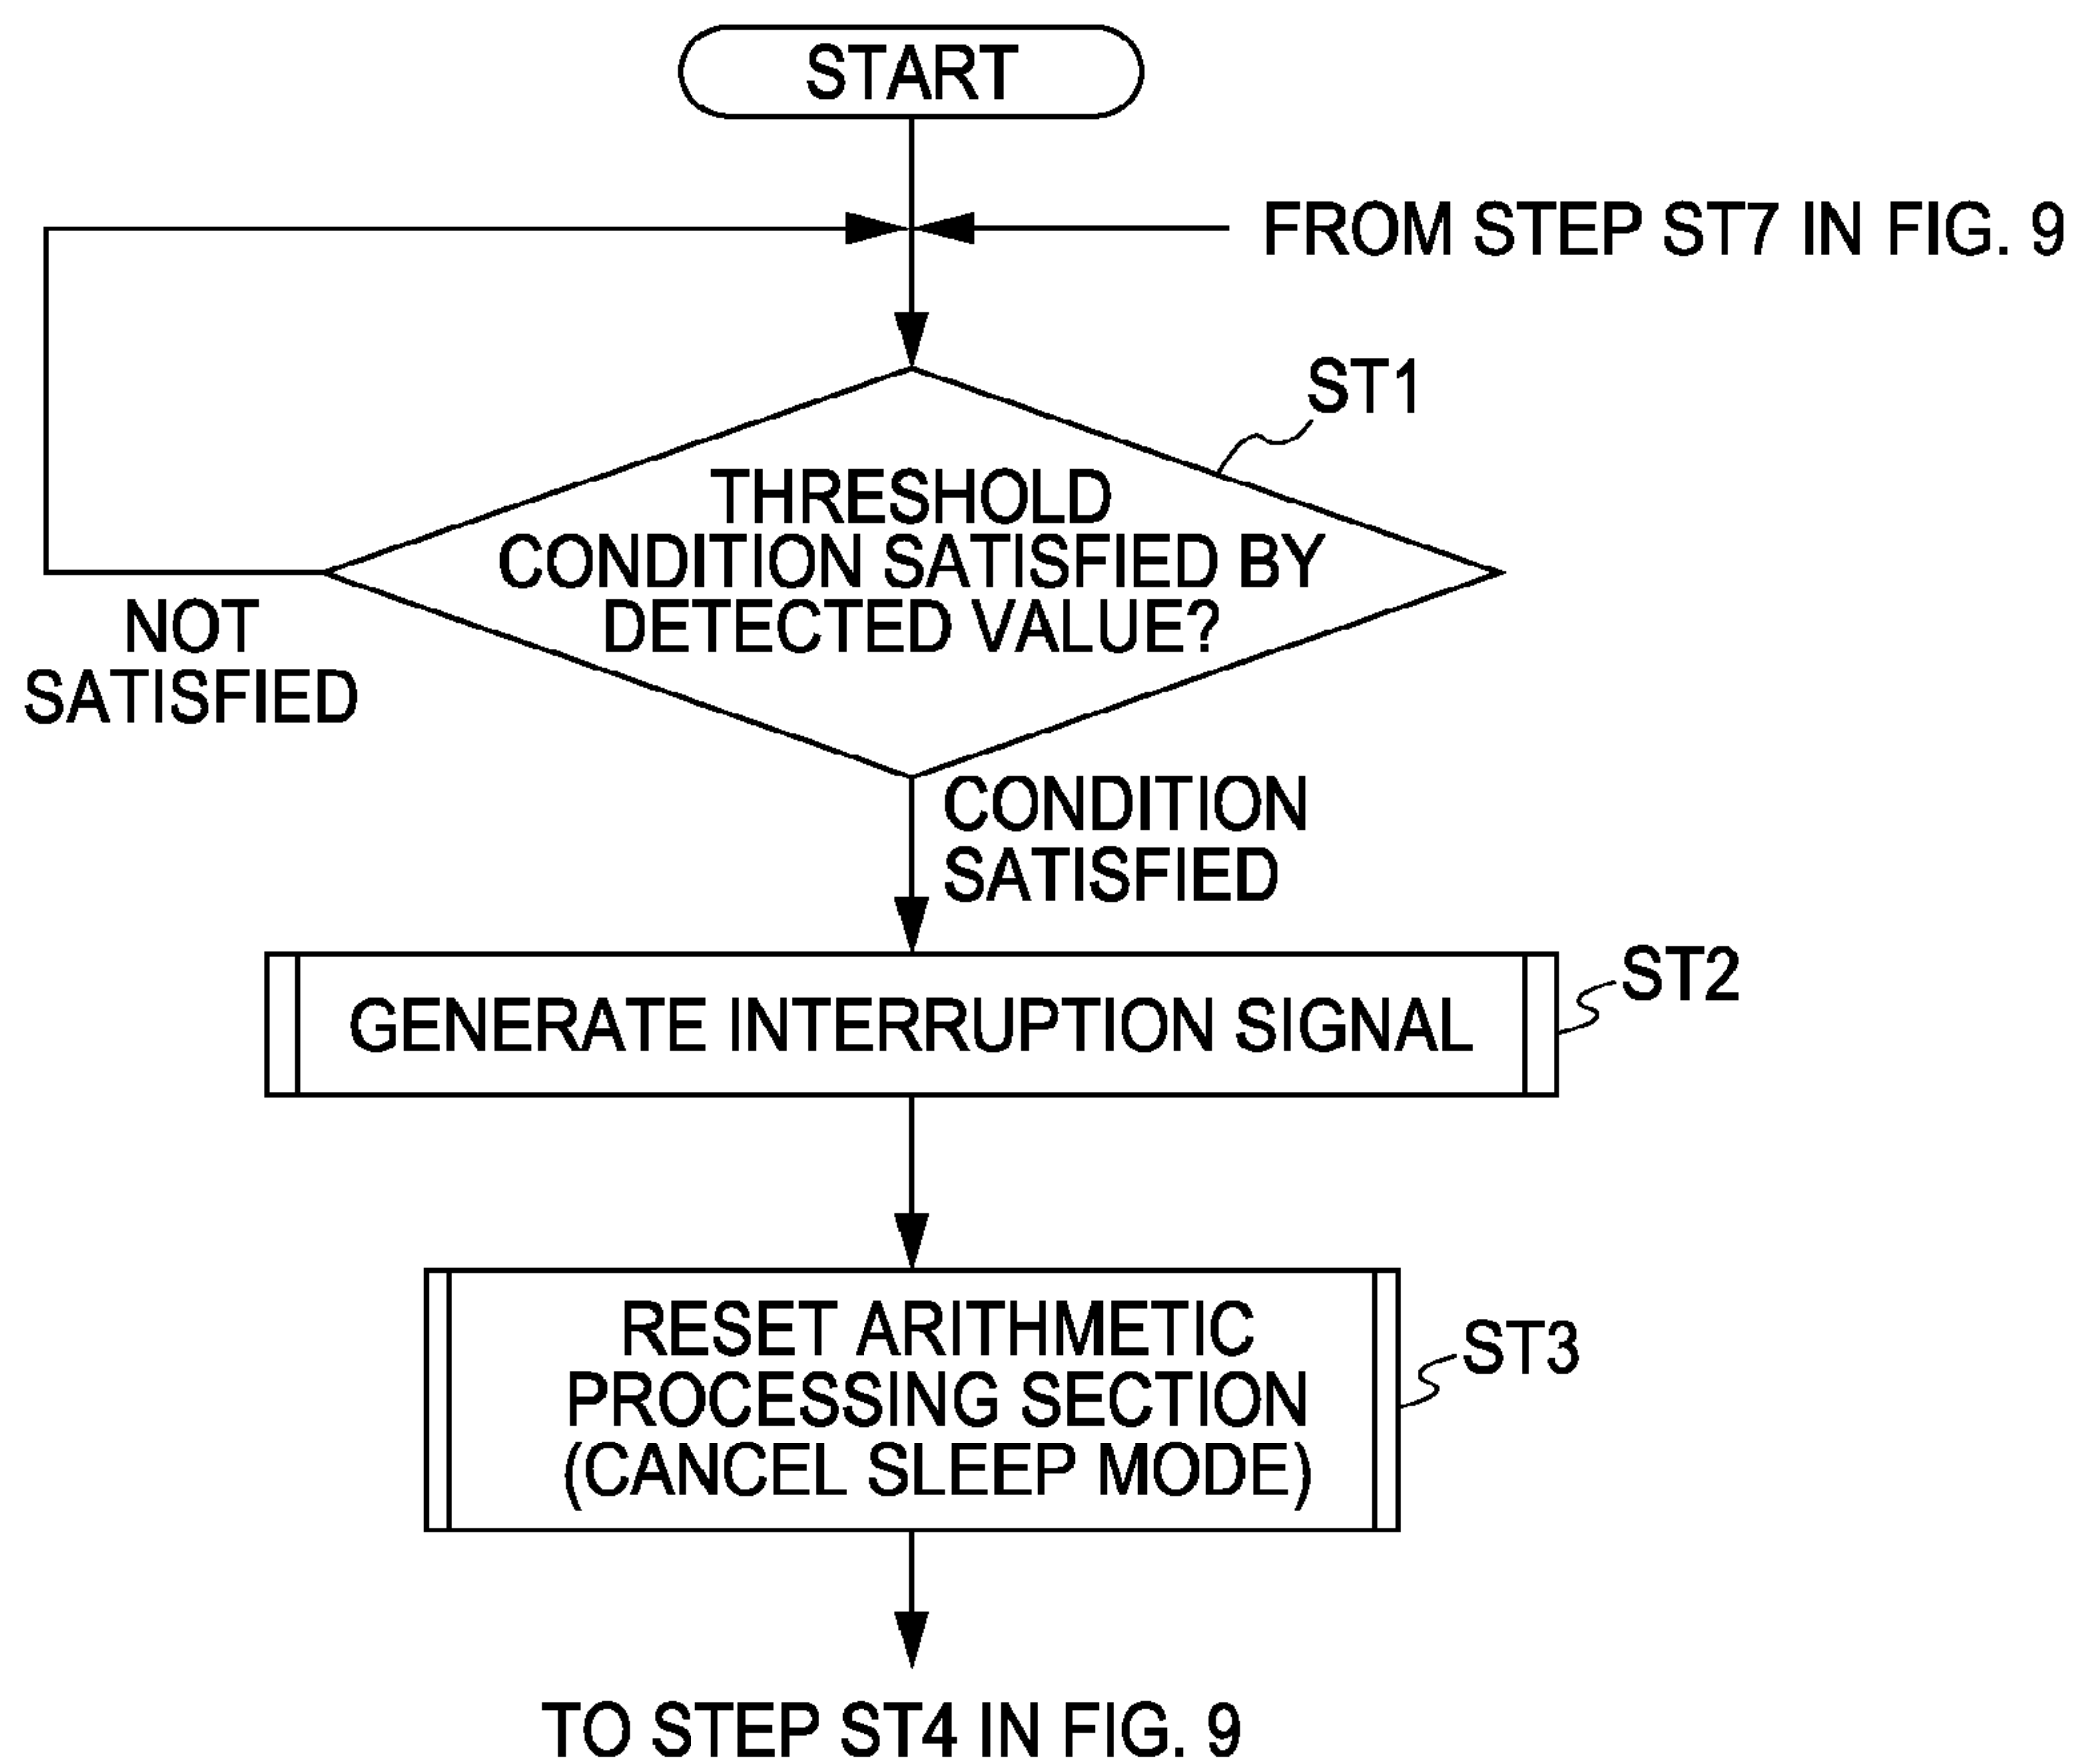 START
FROM STEP ST7 IN FIG. 9
ST1
THRESHOLD
CONDITION SATISFIED BY
DETECTED VALUE?
NOT
SATISFIED
CONDITION
SATISFIED
GENERATE INTERRUPTION SIGNAL
ST2
RESET ARITHMETIC
PROCESSING SECTION
(CANCEL SLEEP MODE)
ST3
TO STEP ST4 IN FIG. 9